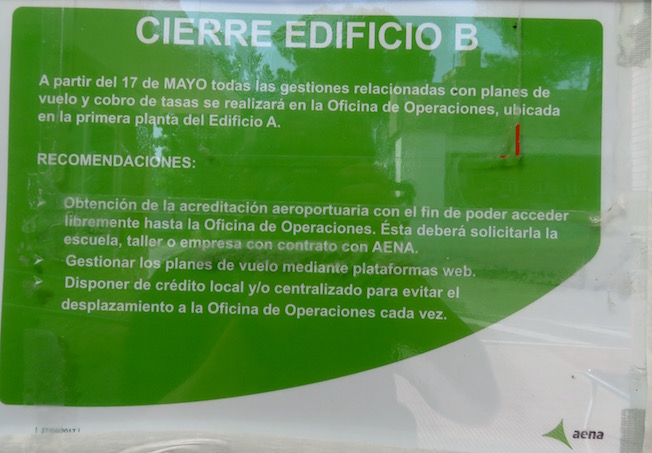 CIERRE EDIFICIO B
A partir del 17 de MAYO todas las gestiones relacionadas con planes de
vuelo y cobro de tasas se realizará en la Oficina de Operaciones, ubicada
en la primera planta del Edificio A.
RECOMENDACIONES:
Obtención de la acreditación aeroportuaria con el fin de poder acceder
libremente hasta la Oficina de Operaciones. Ésta deberá solicitarla la
escuela, taller o empresa con contrato con AENA.
Gestionar los planes de vuelo mediante plataformas web.
Disponer de crédito local y/o centralizado para evitar el
desplazamiento a la Oficina de Operaciones cada vez.
aena